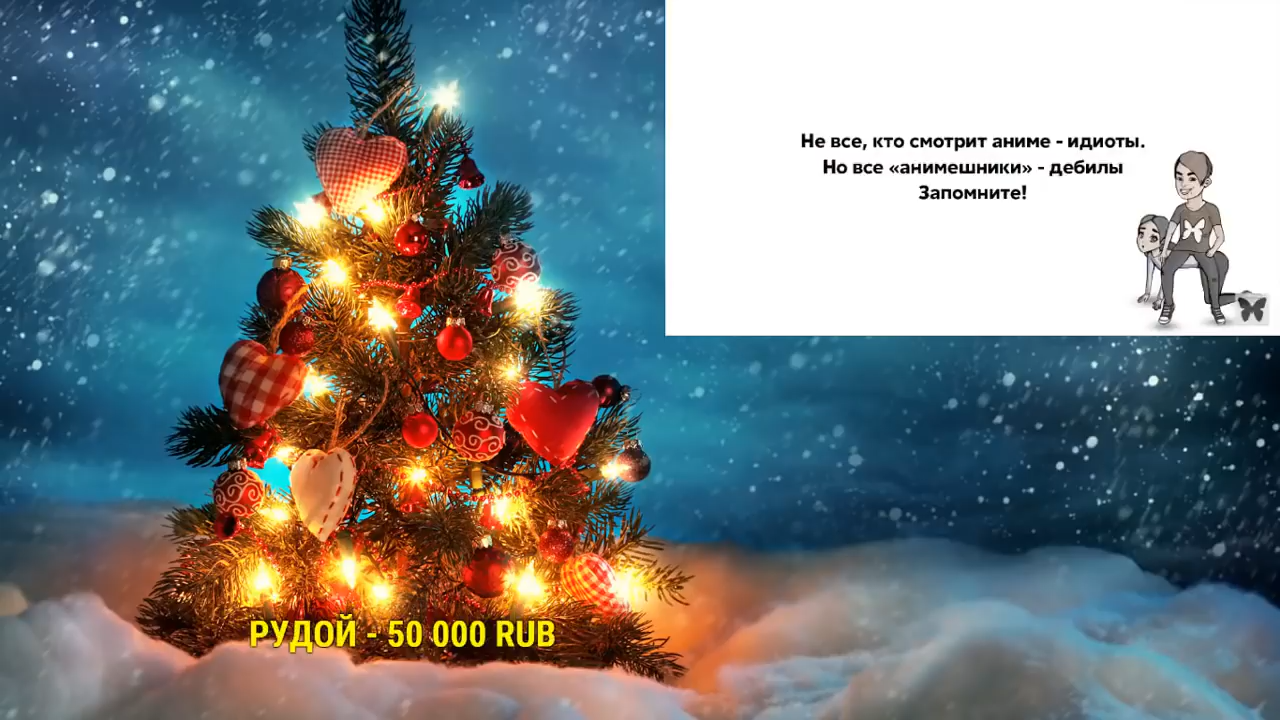 Не все, кто смотрит аниме - идиоты.
Но все «анимешники» - дебилы
Запомните!
РУДОЙ - 50 000 RUB